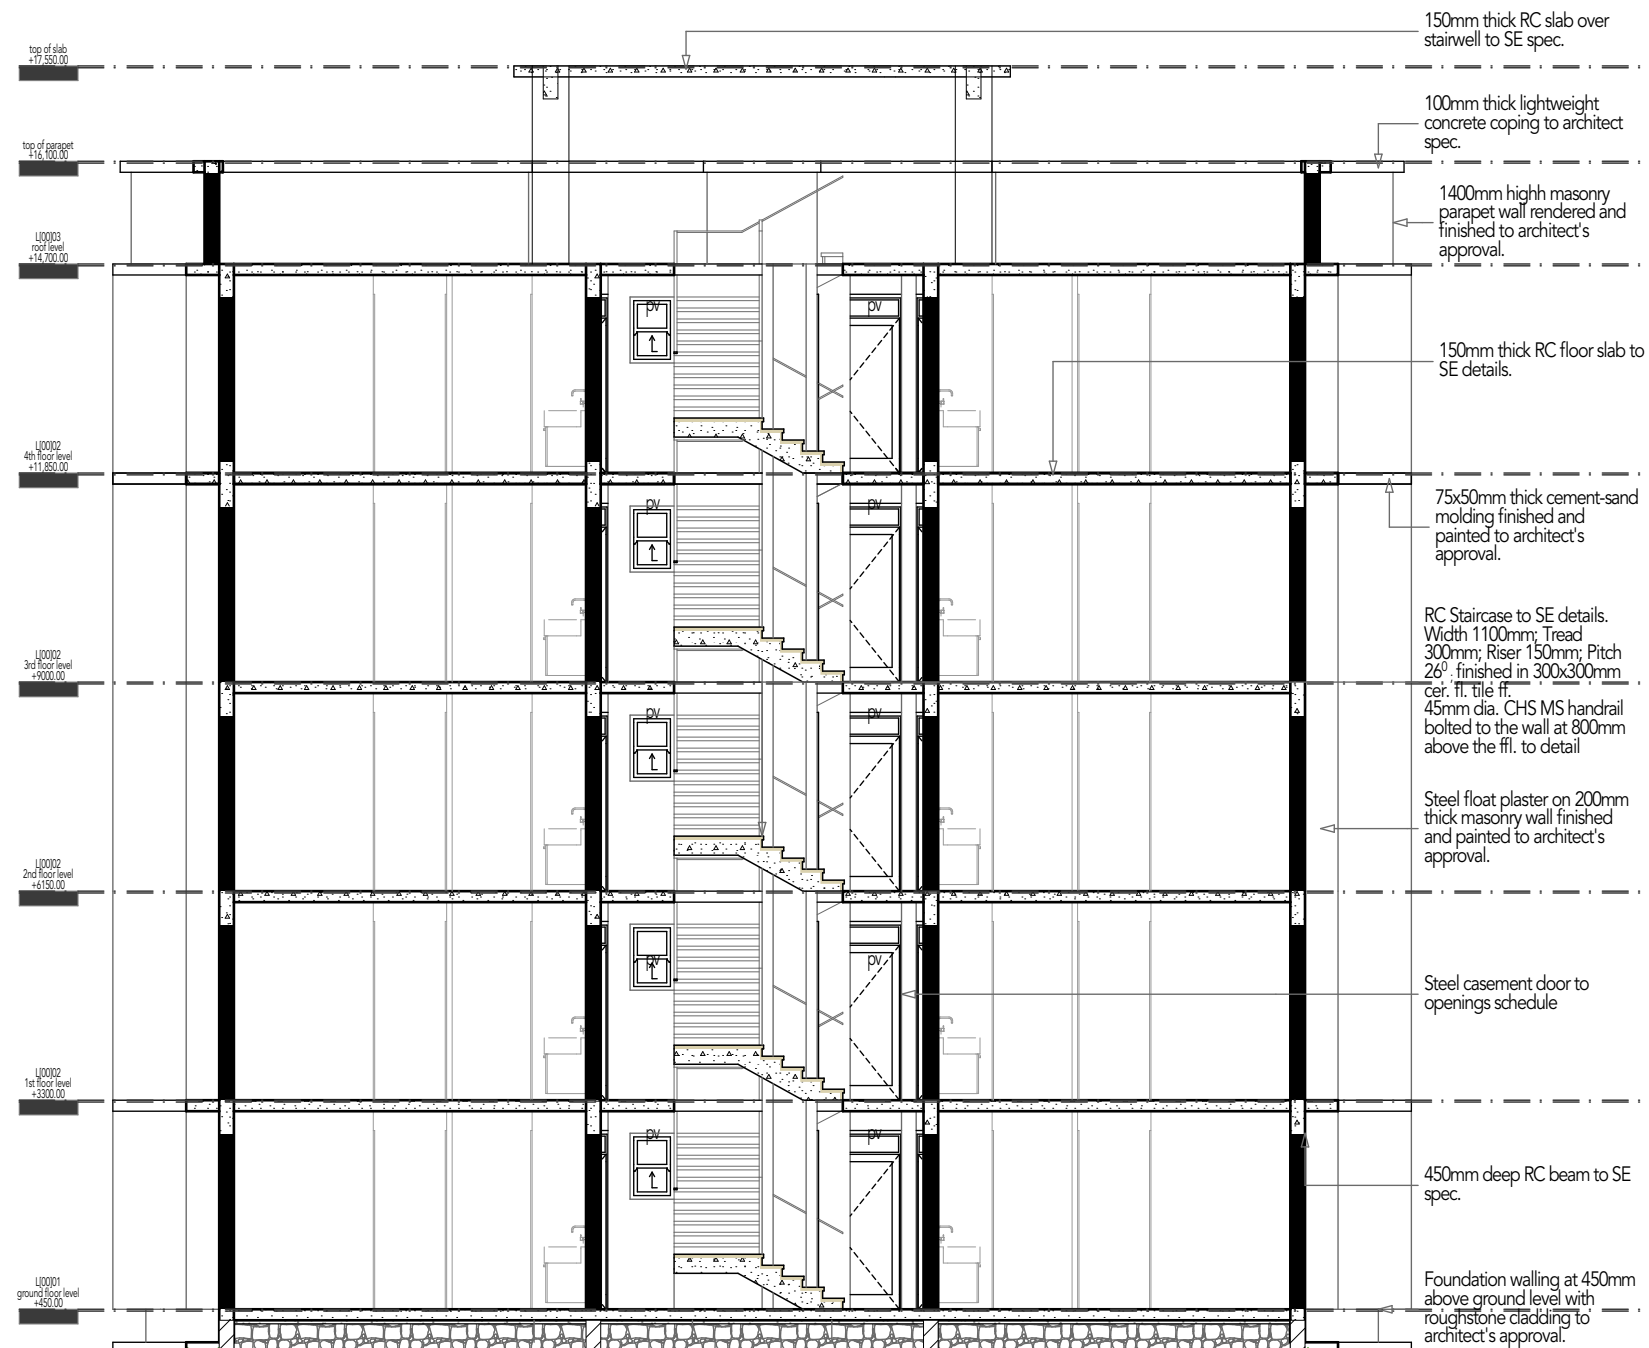 top of slab
+17,550.00
top of parapet
+16,100.00
L[00]03
roof level
+14,700.00
L[00]02
4th floor level
+11,850.00
L[00]02
3rd floor level
+9000.00
L[00]02
2nd floor level
+6150.00
L[00]02
1st floor level
+3300.00
L[00]01
ground floor level
+450.00
pv
pv
pv
pv
pv
pv
pv
pv
pv
pv
150mm thick RC slab over
stairwell to SE spec.
100mm thick lightweight
concrete coping to architect
spec.
1400mm highh masonry
parapet wall rendered and
finished to architect's
approval.
150mm thick RC floor slab to
SE details.
75x50mm thick cement-sand
molding finished and
painted to architect's
approval.
RC Staircase to SE details.
Width 1100mm; Tread
300mm; Riser 150mm; Pitch
26⁰. finished in 300x300mm
cer. fl. tile ff.
45mm dia. CHS MS handrail
bolted to the wall at 800mm
above the ffl. to detail
Steel float plaster on 200mm
thick masonry wall finished
and painted to architect's
approval.
Steel casement door to
openings schedule
450mm deep RC beam to SE
spec.
Foundation walling at 450mm
above ground level with
roughstone cladding to
architect's approval.